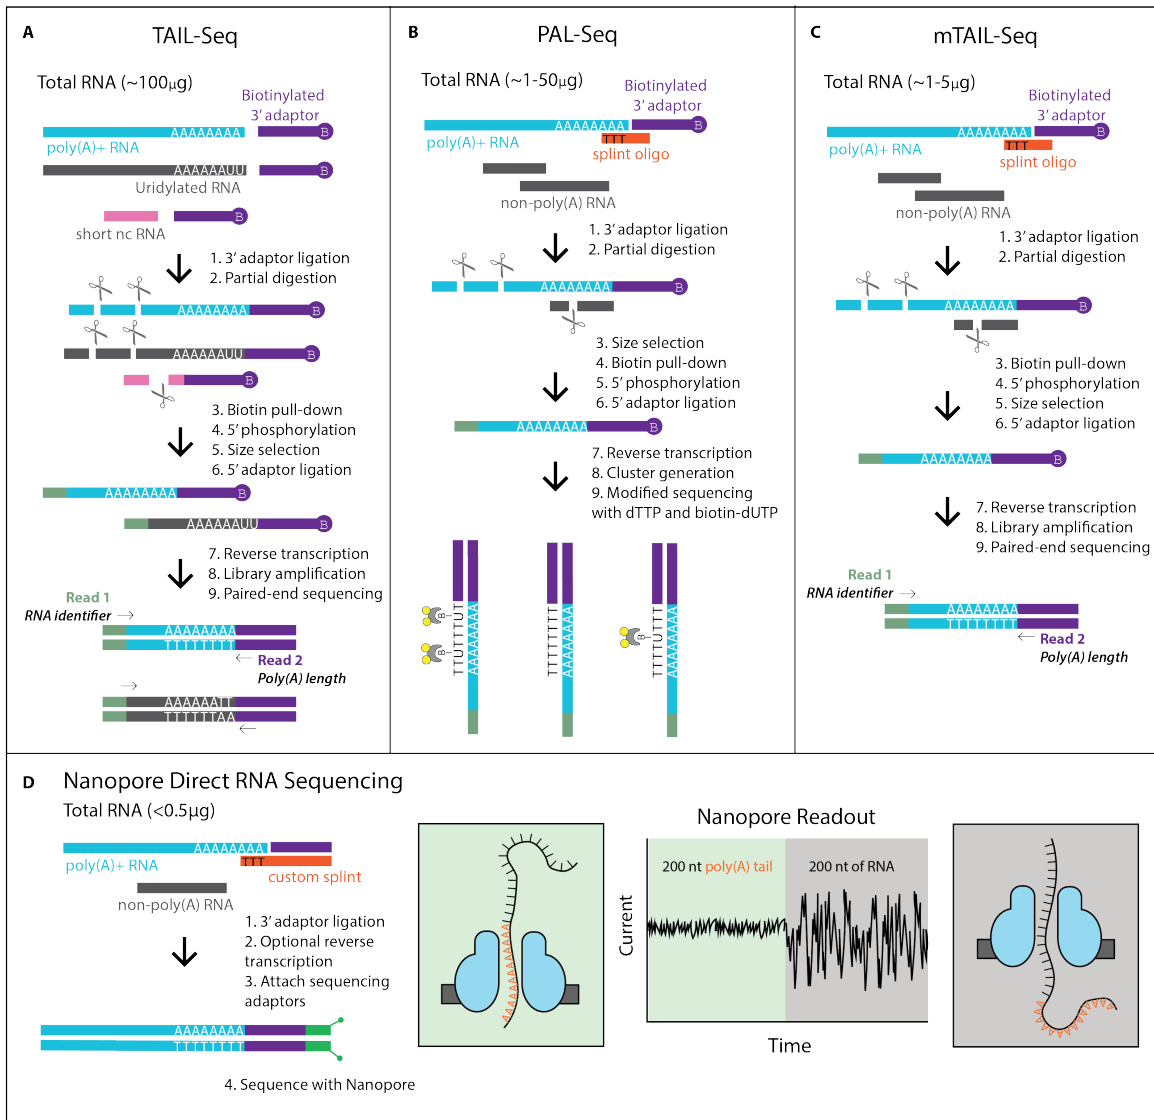 A
TAIL-Seq
Total RNA (~100μg)
Biotinylated
3′ adaptor
AAAAAAAA
B
poly(A)+ RNA
AAAAAAUU
B
Uridylated RNA
B
short nc RNA
1. 3′ adaptor ligation
2. Partial digestion
AAAAAAAA
B
AAAAAAUU
B
B
3. Biotin pull-down
4. 5′ phosphorylation
5. Size selection
6. 5′ adaptor ligation
AAAAAAAA
B
AAAAAAUU
B
7. Reverse transcription
8. Library amplification
9. Paired-end sequencing
Read 1
RNA identifier
AAAAAAAA
TTTTTTTT
Read 2
Poly(A) length
AAAAAATT
TTTTTTAA
B
PAL-Seq
Total RNA (~1-50μg)
Biotinylated
3′ adaptor
AAAAAAAA
B
poly(A)+ RNA
TTT
splint oligo
non-poly(A) RNA
1. 3′ adaptor ligation
2. Partial digestion
AAAAAAAA
B
3. Size selection
4. Biotin pull-down
5. 5′ phosphorylation
6. 5′ adaptor ligation
AAAAAAAA
B
7. Reverse transcription
8. Cluster generation
9. Modified sequencing
with dTTP and biotin-dUTP
B
B
TTUTTTUT
AAAAAAAA
TTTTTTTT
AAAAAAAA
B
TTTTUTTT
AAAAAAAA
C
mTAIL-Seq
Total RNA (~1-5μg)
Biotinylated
3′ adaptor
AAAAAAAA
B
poly(A)+ RNA
TTT
splint oligo
non-poly(A) RNA
1. 3′ adaptor ligation
2. Partial digestion
AAAAAAAA
B
3. Biotin pull-down
4. 5′ phosphorylation
5. Size selection
6. 5′ adaptor ligation
AAAAAAAA
B
7. Reverse transcription
8. Library amplification
9. Paired-end sequencing
Read 1
RNA identifier
AAAAAAAA
TTTTTTTT
Read 2
Poly(A) length
D
Nanopore Direct RNA Sequencing
Total RNA (<0.5μg)
AAAAAAAA
poly(A)+ RNA
TTT
custom splint
non-poly(A) RNA
1. 3′ adaptor ligation
2. Optional reverse
transcription
3. Attach sequencing
adaptors
AAAAAAAA
TTTTTTTT
4. Sequence with Nanopore
Nanopore Readout
200 nt poly(A) tail
200 nt of RNA
Current
Time